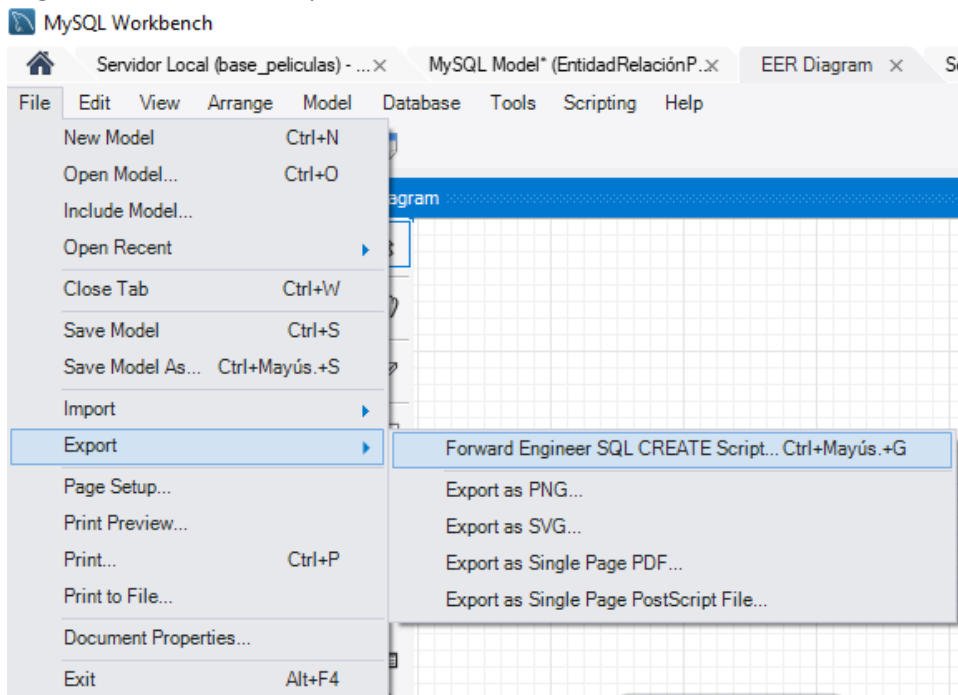 MySQL Workbench
Servidor Local (base_peliculas) - ...× MySQL Model* (EntidadRelaciónP..× EER Diagram ×
File Edit View Arrange Model Database Tools Scripting Help
New Model Ctrl+N
Open Model... Ctrl+O
agram
Include Model...
Open Recent
Close Tab Ctrl+W
Save Model Ctrl+S
Save Model As... Ctrl+Mayús.+S
Import
Export
Forward Engineer SQL CREATE Script... Ctrl+Mayús.+G
Page Setup...
Export as PNG...
Print Preview...
Export as SVG...
Print... Ctrl+P
Export as Single Page PDF...
Print to File...
Export as Single Page PostScript File...
Document Properties...
Exit Alt+F4